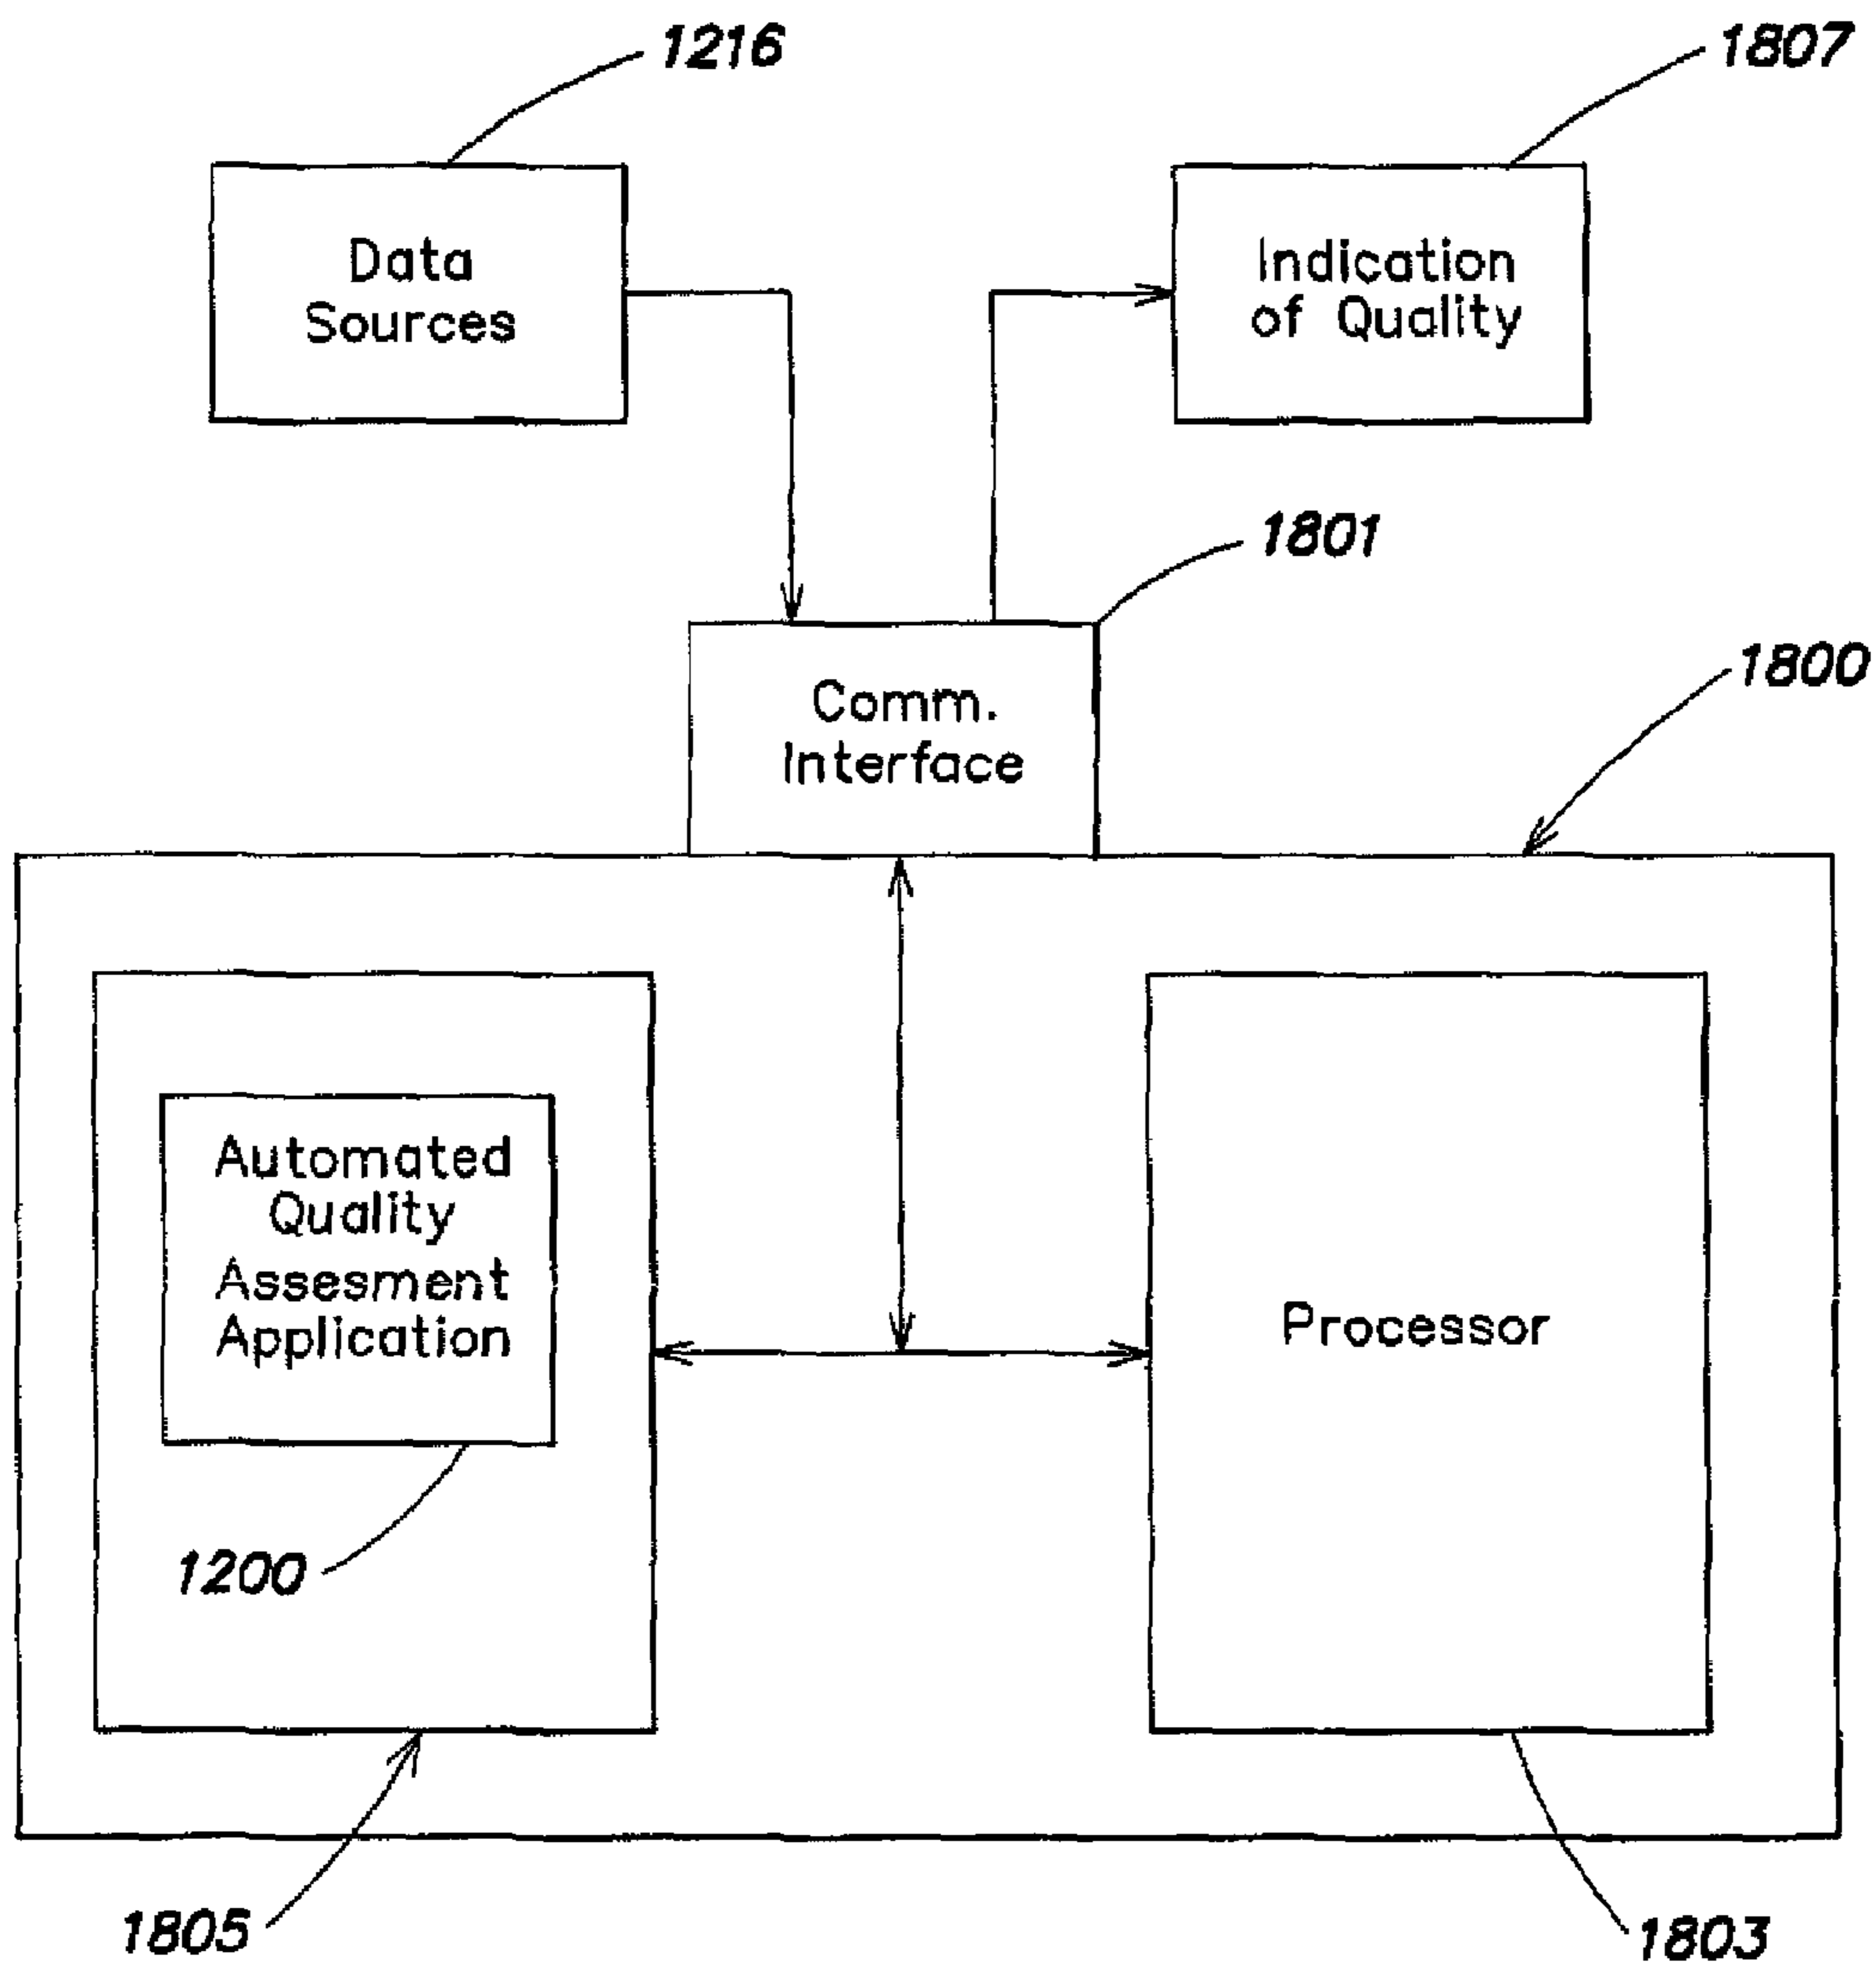 1216
1807
Data
Sources
Indication
of Quality
1801
Comm.
Interface
1800
Automated
Quality
Assesment
Application
Processor
1200
1805
1803